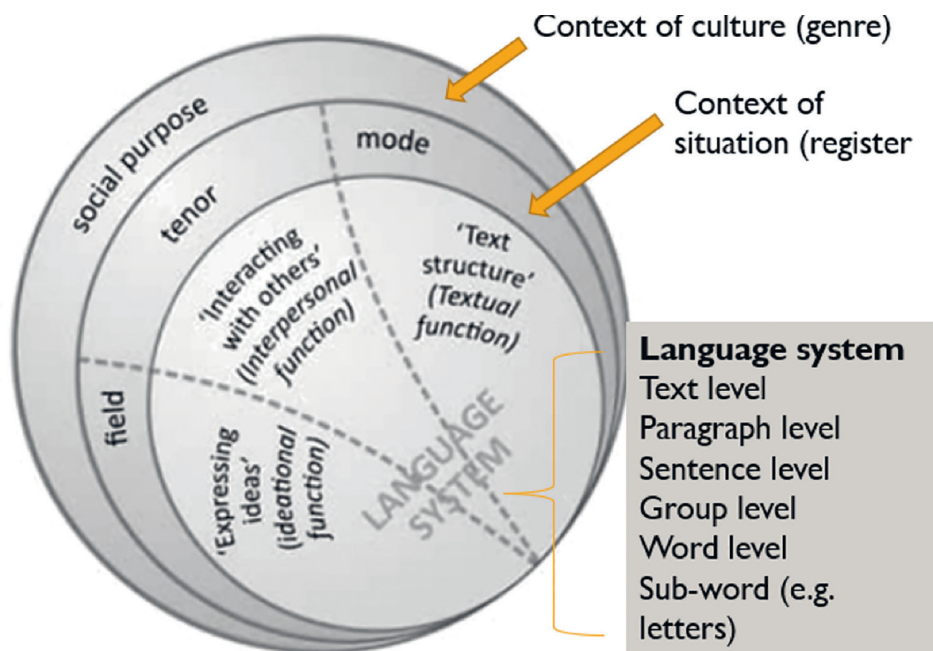 Context of culture (genre)
Context of
situation (register
social purpose
tenor
mode
field
'Interacting
with others'
(Interpersonal
function)
'Text
structure'
(Textual
function)
'Expressing
ideas'
(ideational
function)
LANGUAGE
SYSTEM
Language system
Text level
Paragraph level
Sentence level
Group level
Word level
Sub-word (e.g.
letters)